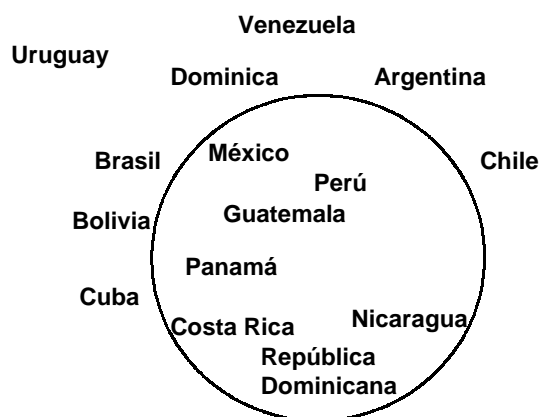 Venezuela
Uruguay
Dominica
Argentina
México
Brasil
Chile
Perú
Guatemala
Bolivia
Panamá
Cuba
Nicaragua
Costa Rica
República
Dominicana